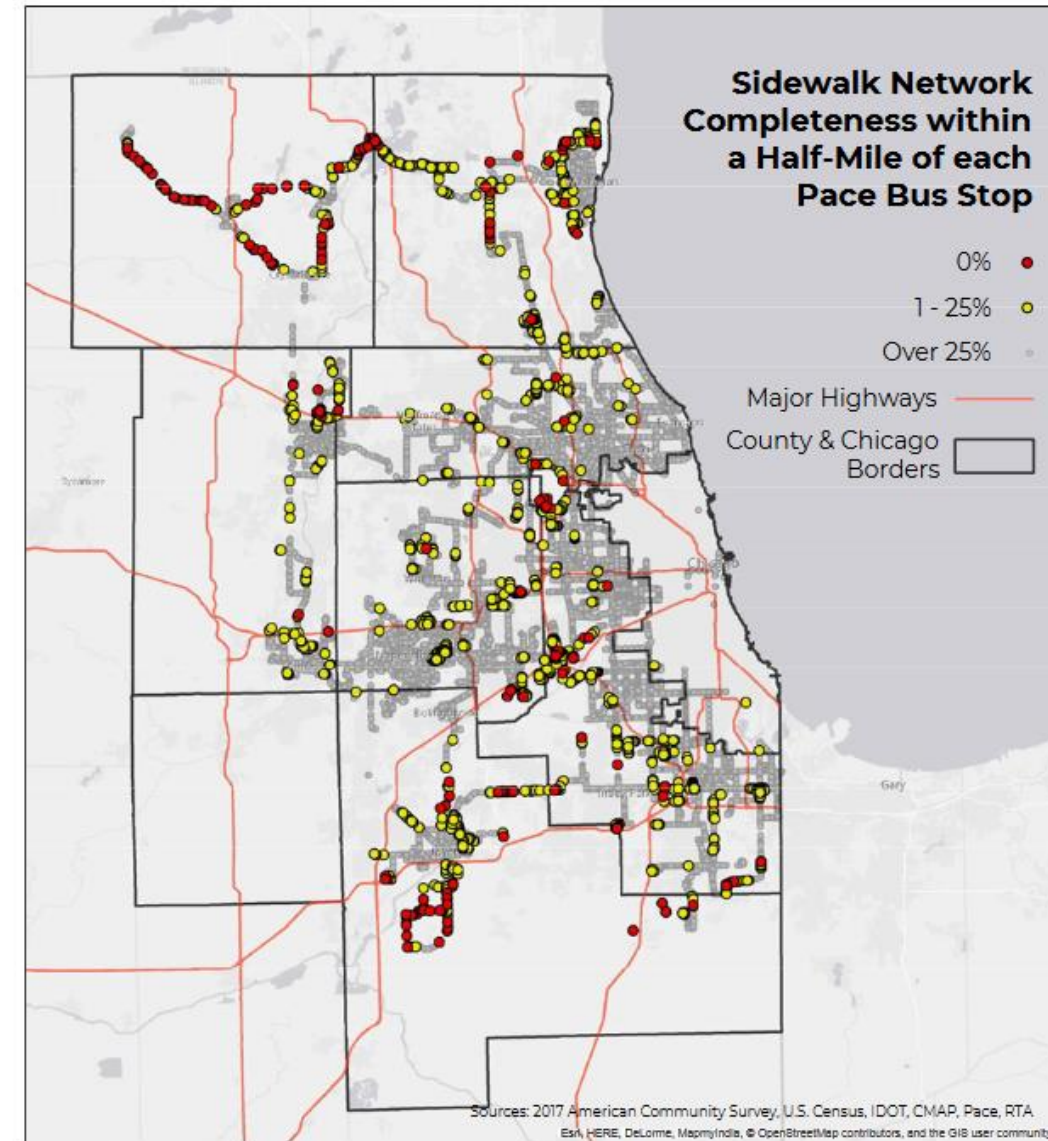 Sidewalk Network
Completeness within
a Half-Mile of each
Pace Bus Stop
0%
1 - 25%
Over 25%
Major Highways
County & Chicago
Borders
Sycamore
Chicago
Gary
Sources: 2017 American Community Survey, U.S. Census, IDOT, CMAP, Pace, RTA
Esri, HERE, DeLorme, MapmyIndia, © OpenStreetMap contributors, and the GIS user community